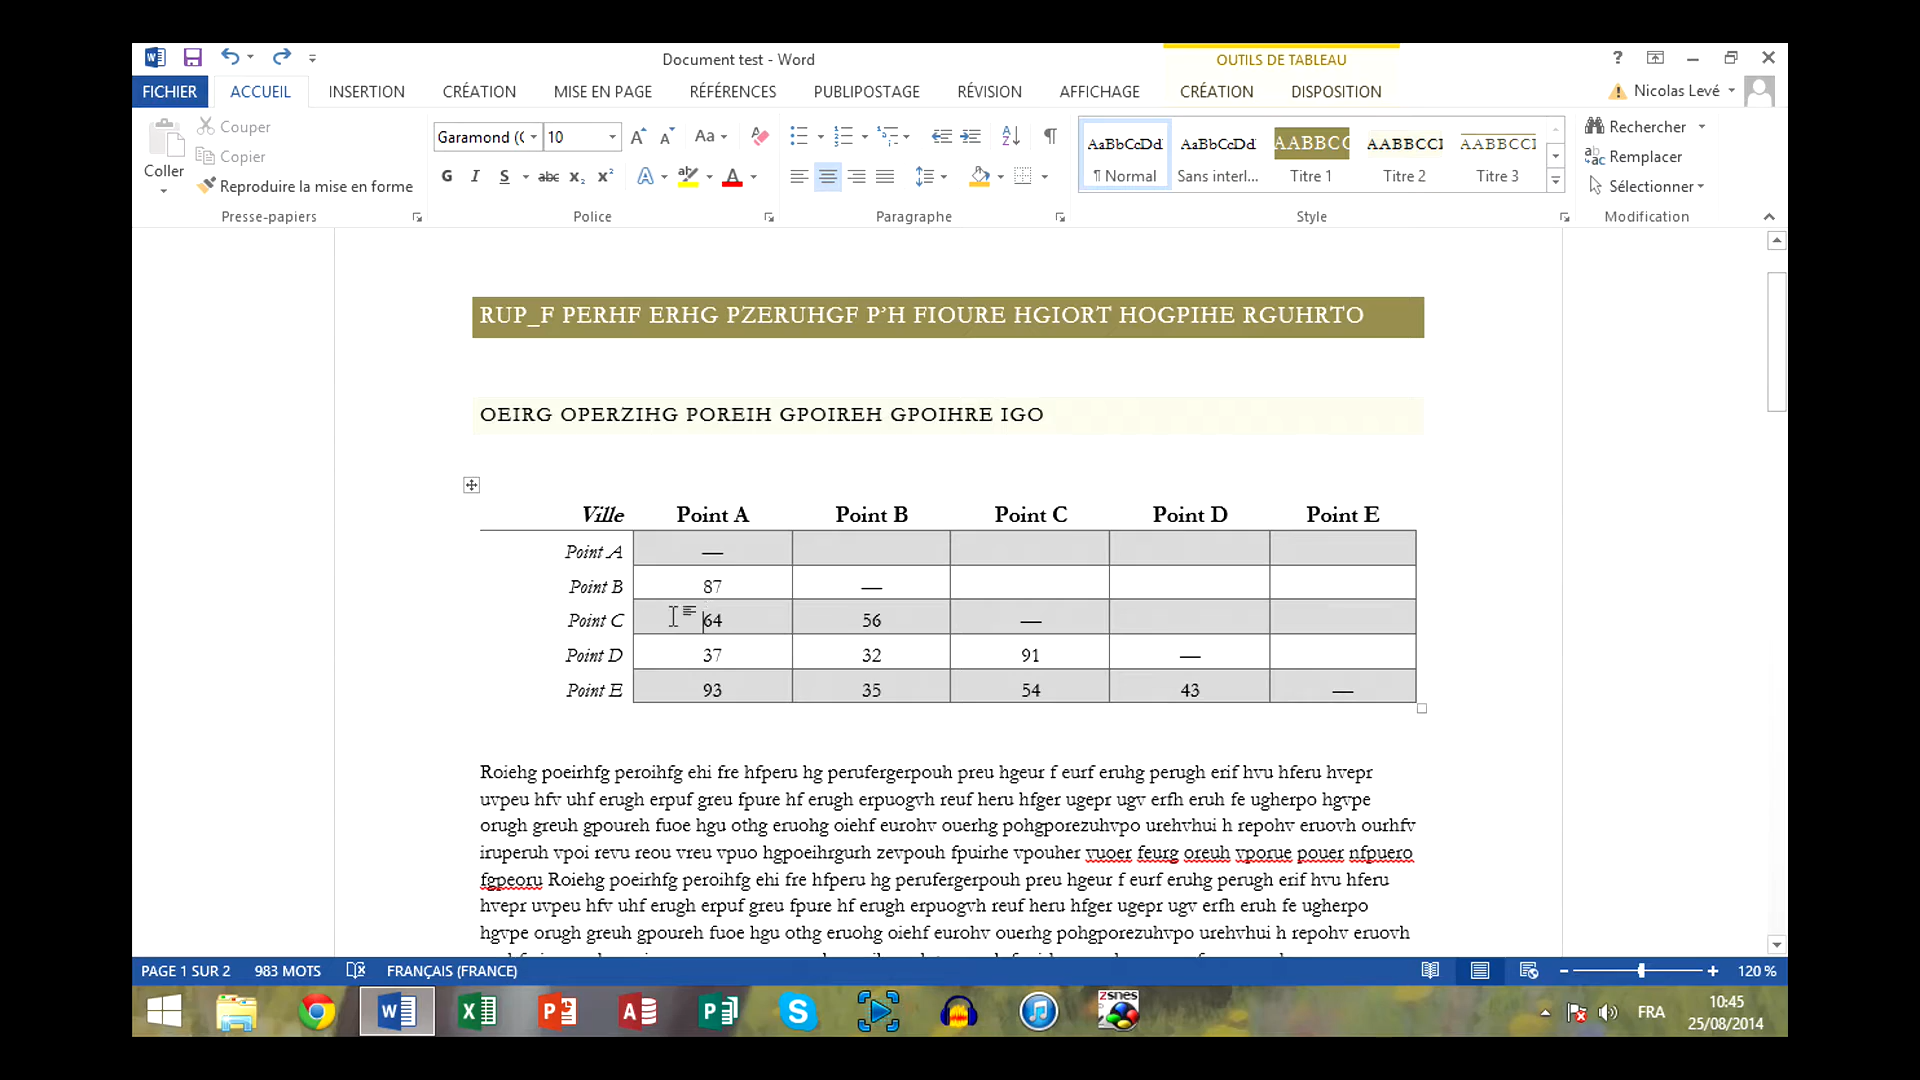 Document test - Word
OUTILS DE TABLEAU
?
FICHIER ACCUEIL INSERTION CRÉATION MISE EN PAGE RÉFÉRENCES PUBLIPOSTAGE RÉVISION AFFICHAGE CRÉATION DISPOSITION
Nicolas Levé
Coller
Couper
Copier
Reproduire la mise en forme
Presse-papiers
Garamond (C 10
Aa
G I S abc x₂ x² A ab A
Police
Paragraphe
AaBbCcDd AaBbCcDd AABBCC AABBCCI AABBCCI
¶ Normal Sans interl... Titre 1 Titre 2 Titre 3
Style
Rechercher
Remplacer
Sélectionner
Modification
RUP_F PERHF ERHG PZERUHGF P'H FIOURE HGIORT HOGPIHE RGUHRTO
OEIRG OPERZIHG POREIH GPOIREH GPOIHRE IGO
Ville Point A Point B Point C Point D Point E
Point A —
Point B 87 —
Point C 64 56 —
Point D 37 32 91 —
Point E 93 35 54 43 —
Roiehg poeirhfg peroihfg ehi fre hfperu hg perufergerpouh preu hgeur f eurf eruhg perugh erif hvu hferu hvepr
uvpeu hfv uhf erugh erpuf greu fpure hf erugh erpuogvh reuf heru hfger ugepr ugv erfh eruh fe ugherpo hgvpe
orugh greuh gpoureh fuoe hgu othg eruohg oiehf eurohv ouerhg pohgporezuhvpo urehvhui h repohv eruovh ourhfv
iruperuh vpoi revu reou vreu vpuo hgpoeihrgurh zevpouh fpuirhe vpouher vuoer feurg oreuh vporue pouer nfpuero
fgpeoru Roiehg poeirhfg peroihfg ehi fre hfperu hg perufergerpouh preu hgeur f eurf eruhg perugh erif hvu hferu
hvepr uvpeu hfv uhf erugh erpuf greu fpure hf erugh erpuogvh reuf heru hfger ugepr ugv erfh eruh fe ugherpo
hgvpe orugh greuh gpoureh fuoe hgu othg eruohg oiehf eurohv ouerhg pohgporezuhvpo urehvhui h repohv eruovh
PAGE 1 SUR 2 983 MOTS FRANÇAIS (FRANCE) 120 %
zsnes
FRA
10:45
25/08/2014